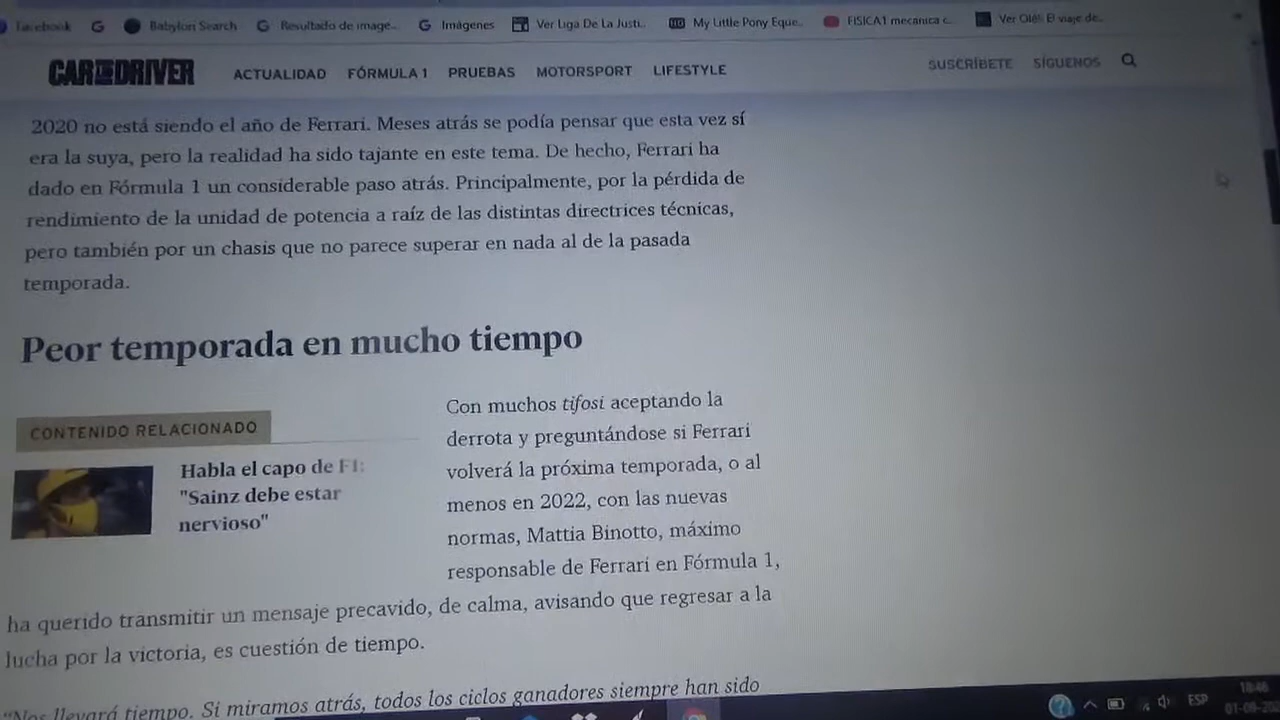 Facebook
Babylon Search
Resultado de image...
Imágenes
Ver Liga De La Justi..
My Little Pony Eque..
FISICA1 mecánica c..
Ver Olé! El viaje de..
CAR AND DRIVER
ACTUALIDAD FÓRMULA 1 PRUEBAS MOTORSPORT LIFESTYLE
SUSCRÍBETE SÍGUENOS
2020 no está siendo el año de Ferrari. Meses atrás se podía pensar que esta vez sí
era la suya, pero la realidad ha sido tajante en este tema. De hecho, Ferrari ha
dado en Fórmula 1 un considerable paso atrás. Principalmente, por la pérdida de
rendimiento de la unidad de potencia a raíz de las distintas directrices técnicas,
pero también por un chasis que no parece superar en nada al de la pasada
temporada.
Peor temporada en mucho tiempo
CONTENIDO RELACIONADO
Habla el capo de F1:
"Sainz debe estar
nervioso"
Con muchos tifosi aceptando la
derrota y preguntándose si Ferrari
volverá la próxima temporada, o al
menos en 2022, con las nuevas
normas, Mattia Binotto, máximo
responsable de Ferrari en Fórmula 1,
ha querido transmitir un mensaje precavido, de calma, avisando que regresar a la
lucha por la victoria, es cuestión de tiempo.
"Nos llevará tiempo. Si miramos atrás, todos los ciclos ganadores siempre han sido
ESP
18:46